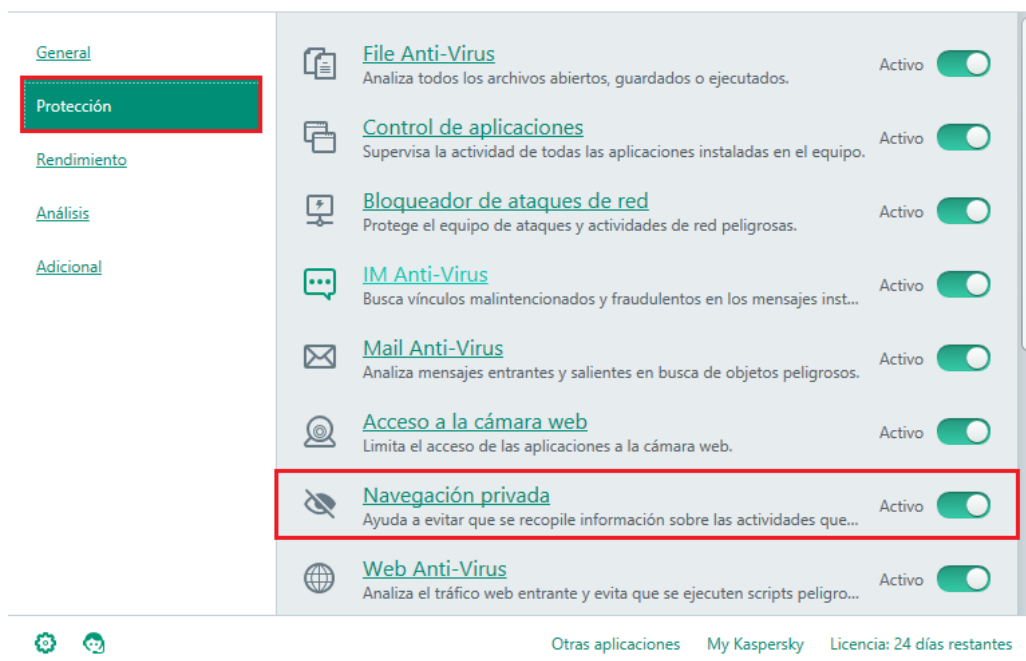 General
Protección
Rendimiento
Análisis
Adicional
File Anti-Virus
Analiza todos los archivos abiertos, guardados o ejecutados.
Activo
Control de aplicaciones
Supervisa la actividad de todas las aplicaciones instaladas en el equipo.
Activo
Bloqueador de ataques de red
Protege el equipo de ataques y actividades de red peligrosas.
Activo
IM Anti-Virus
Busca vínculos malintencionados y fraudulentos en los mensajes inst...
Activo
Mail Anti-Virus
Analiza mensajes entrantes y salientes en busca de objetos peligrosos.
Activo
Acceso a la cámara web
Limita el acceso de las aplicaciones a la cámara web.
Activo
Navegación privada
Ayuda a evitar que se recopile información sobre las actividades que...
Activo
Web Anti-Virus
Analiza el tráfico web entrante y evita que se ejecuten scripts peligro...
Activo
Otras aplicaciones My Kaspersky Licencia: 24 días restantes